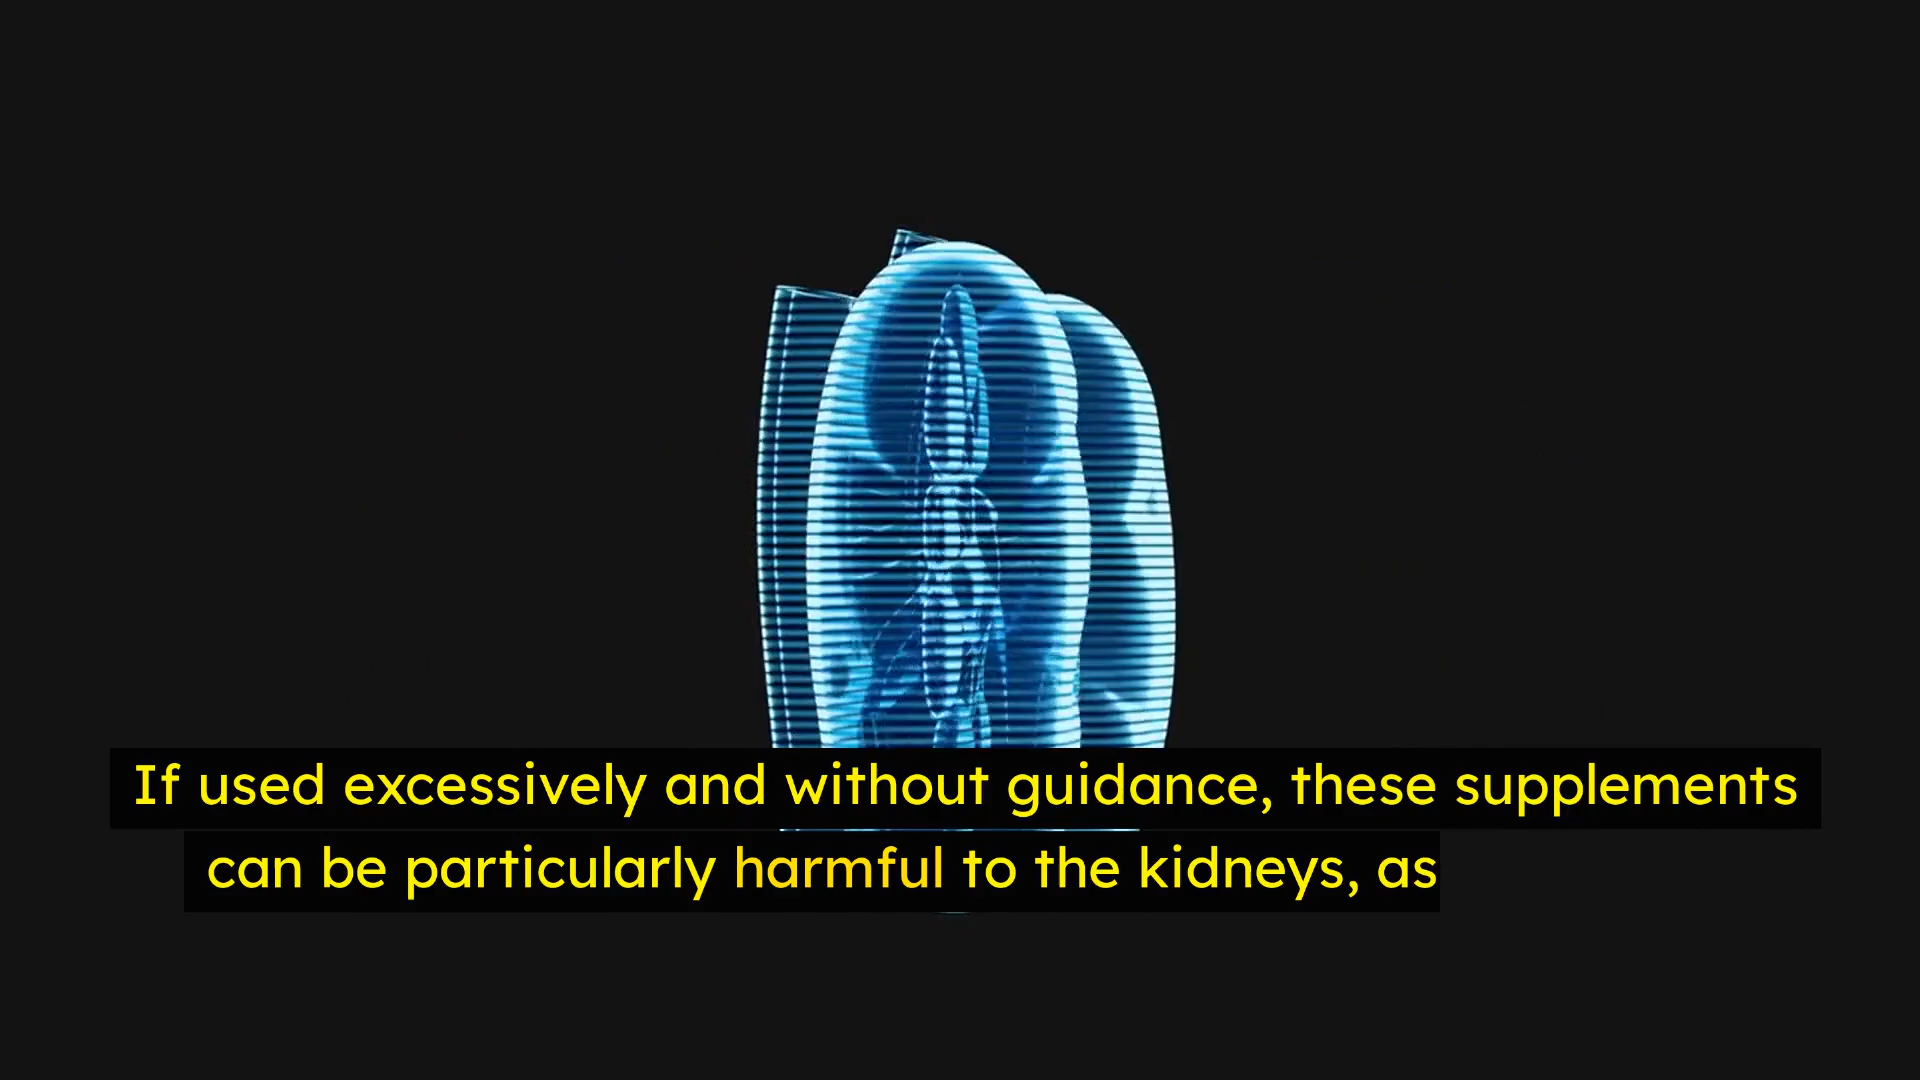 If used excessively and without guidance, these supplements
can be particularly harmful to the kidneys, as